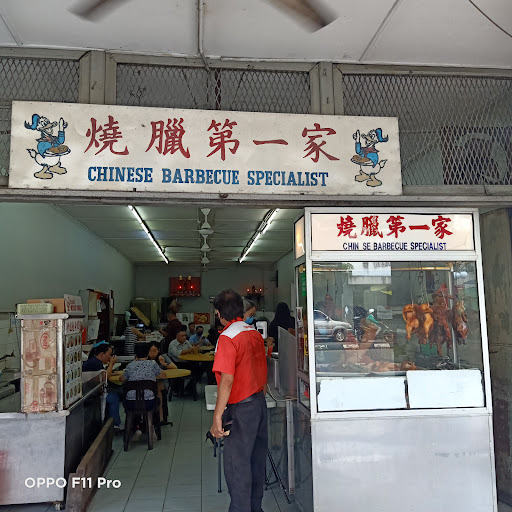 燒臘第一家
CHINESE BARBECUE SPECIALIST
燒臘第一家
CHIN SE BARBECUE SPECIALIST
OPPO F11 Pro